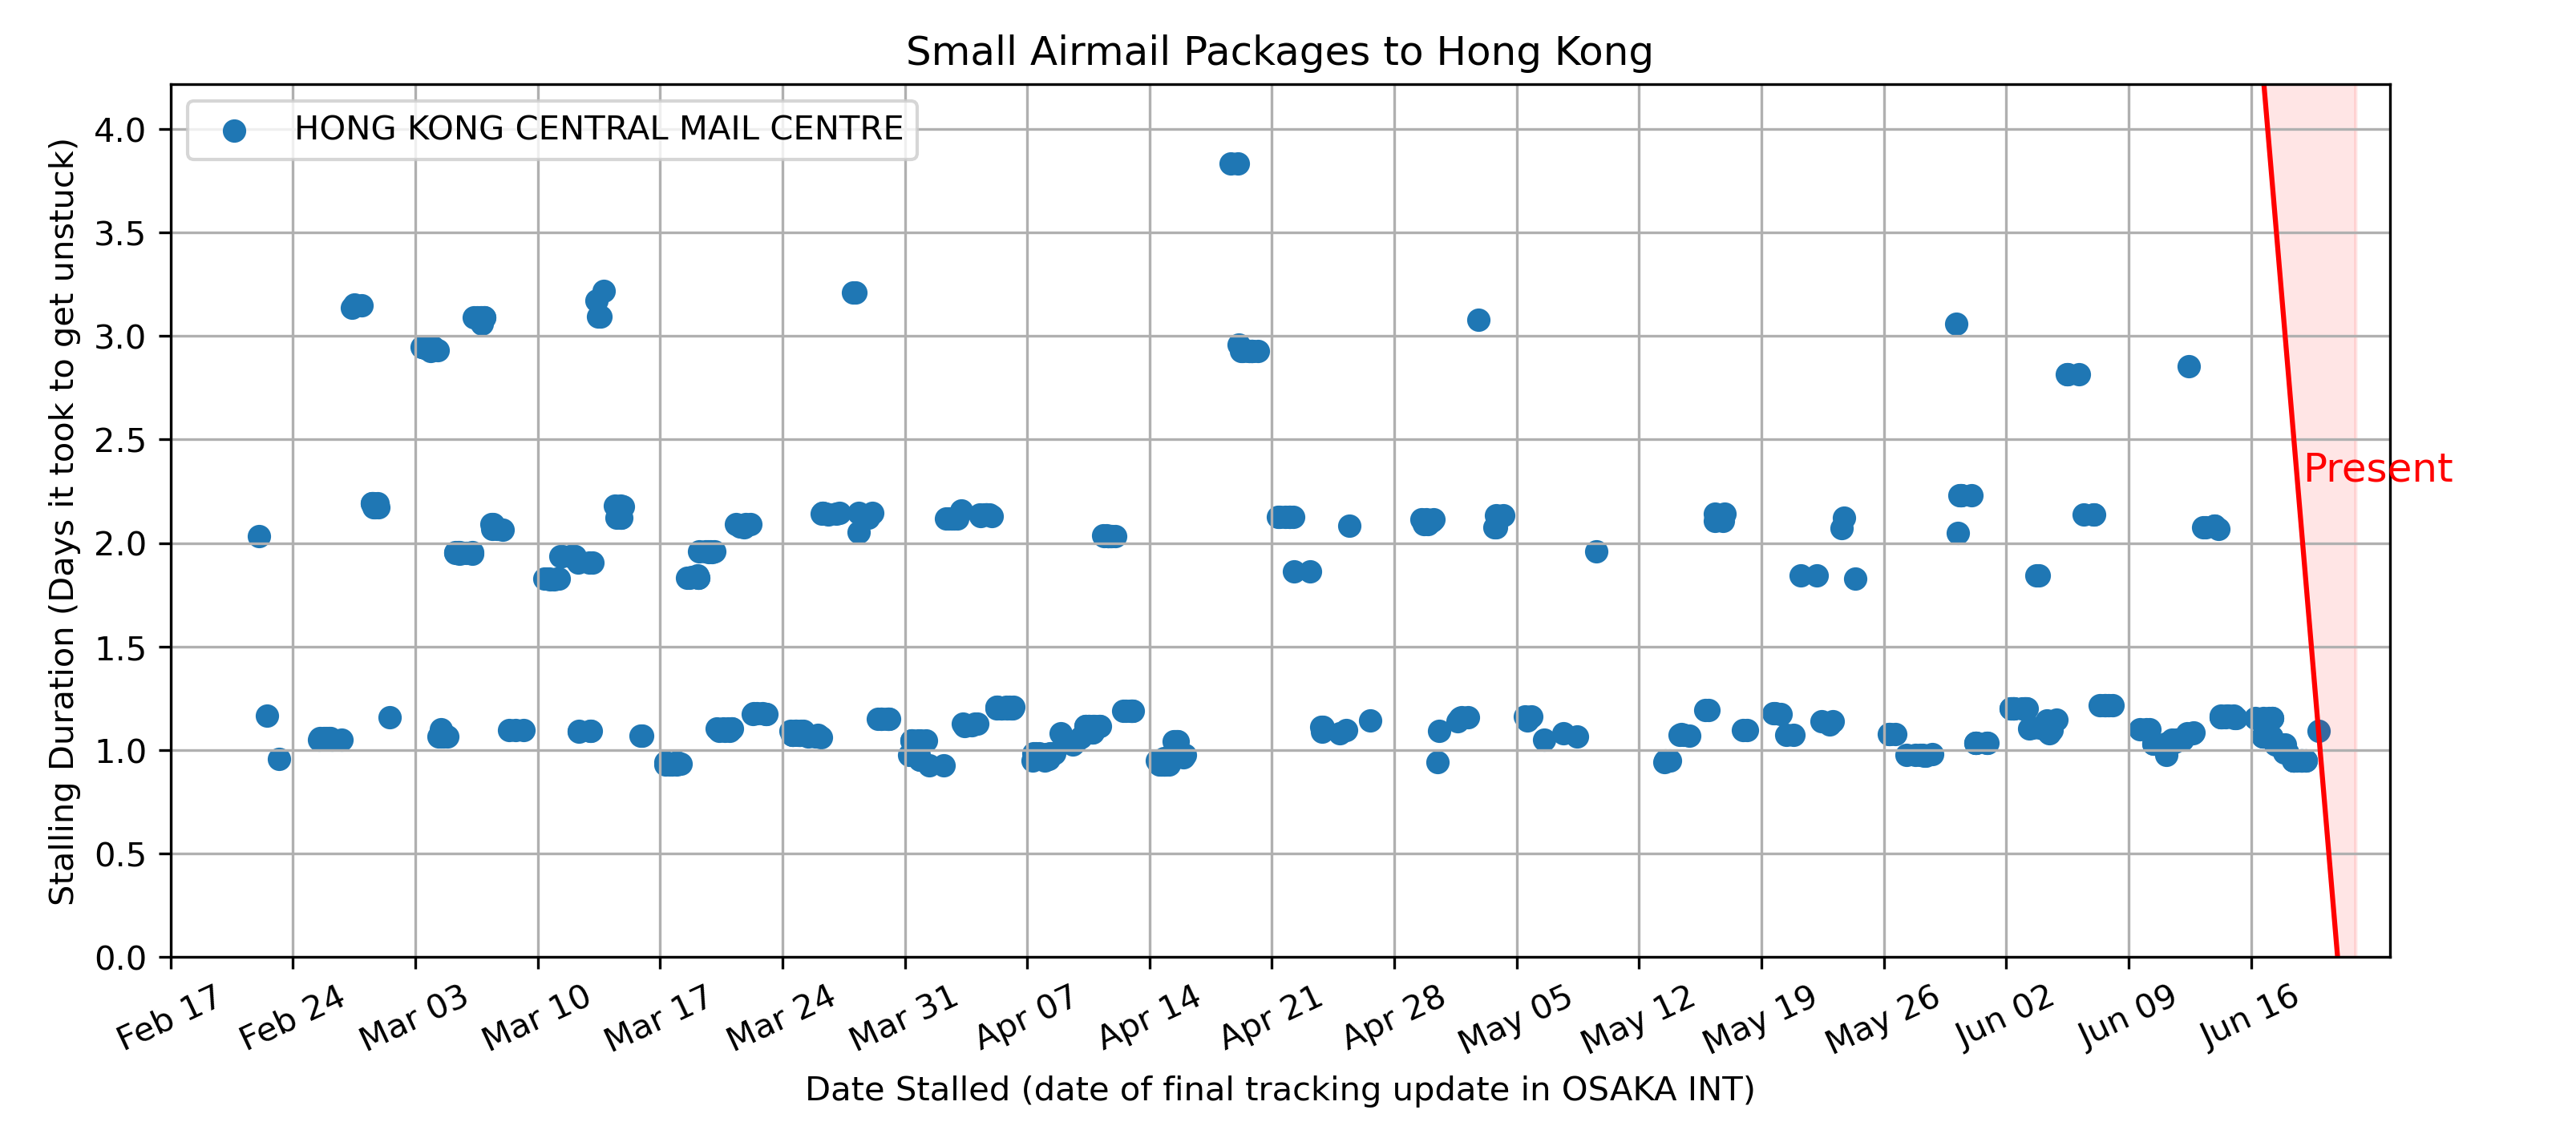 Small Airmail Packages to Hong Kong
HONG KONG CENTRAL MAIL CENTRE
Stalling Duration (Days it took to get unstuck)
4.0
3.5
3.0
2.5
2.0
1.5
1.0
0.5
0.0
Present
Feb 17
Feb 24
Mar 03
Mar 10
Mar 17
Mar 24
Mar 31
Apr 07
Apr 14
Apr 21
Apr 28
May 05
May 12
May 19
May 26
Jun 02
Jun 09
Jun 16
Date Stalled (date of final tracking update in OSAKA INT)